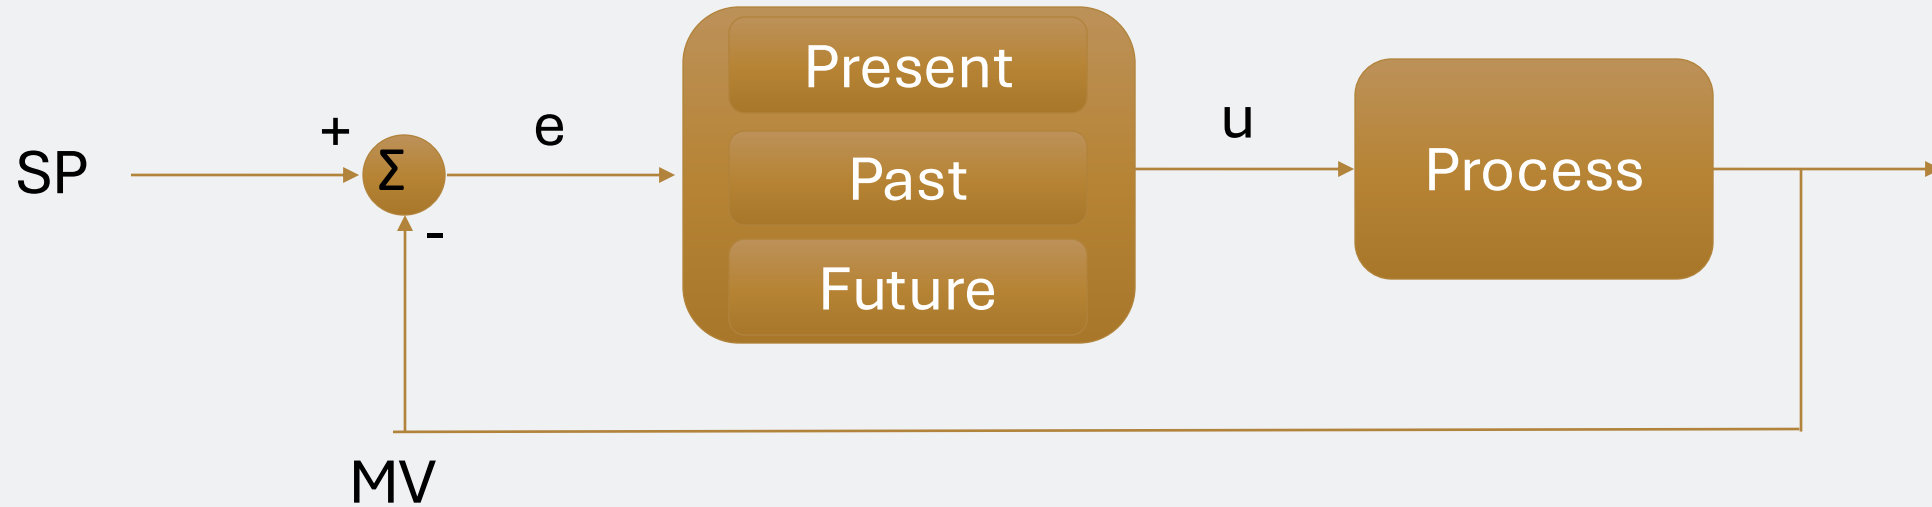 SP
+
Σ
-
e
Present
Past
Future
u
Process
MV